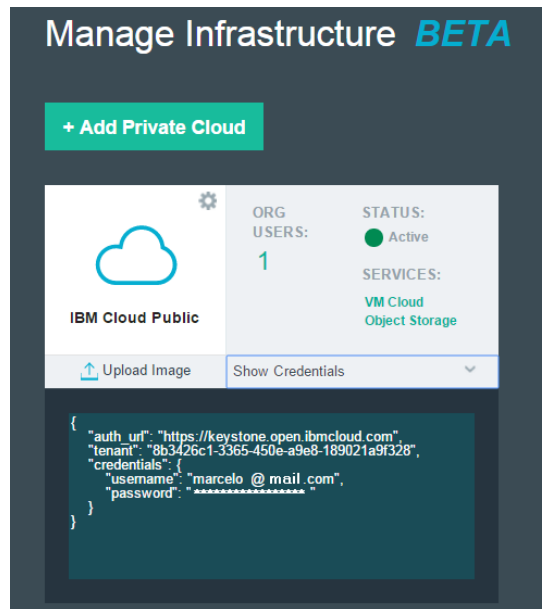 Manage Infrastructure BETA
+ Add Private Cloud
IBM Cloud Public
ORG
USERS:
1
STATUS:
Active
SERVICES:
VM Cloud
Object Storage
Upload Image
Show Credentials
{
"auth_url": "https://keystone.open.ibmcloud.com",
"tenant": "8b3426c1-3365-450e-a9e8-189021a9f328",
"credentials": {
"username": "marcelo @ mail.com",
"password": " ***************** "
}
}